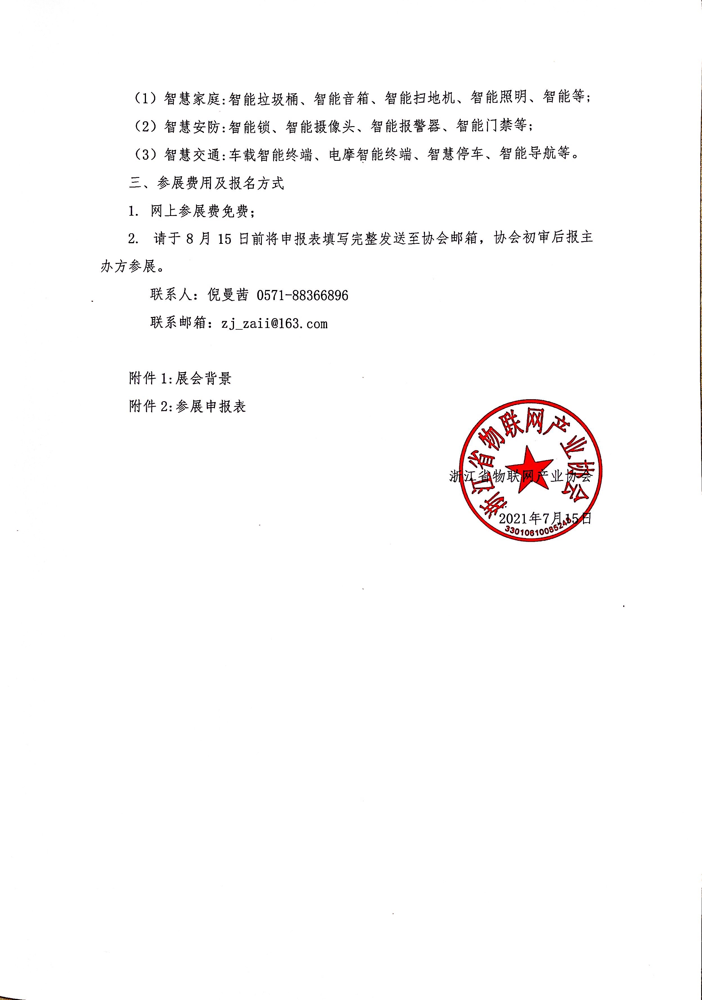 （1）智慧家庭:智能垃圾桶、智能音箱、智能扫地机、智能照明、智能等；
（2）智慧安防:智能锁、智能摄像头、智能报警器、智能门禁等；
（3）智慧交通:车载智能终端、电摩智能终端、智慧停车、智能导航等。
三、参展费用及报名方式
1. 网上参展费免费；
2. 请于 8 月 15 日前将申报表填写完整发送至协会邮箱，协会初审后报主
办方参展。
联系人：倪曼茜 0571-88366896
联系邮箱：zj_zaii@163.com
附件 1:展会背景
附件 2:参展申报表
浙江省物联网产业协会
浙江省物联网产业协会
2021年7月15日